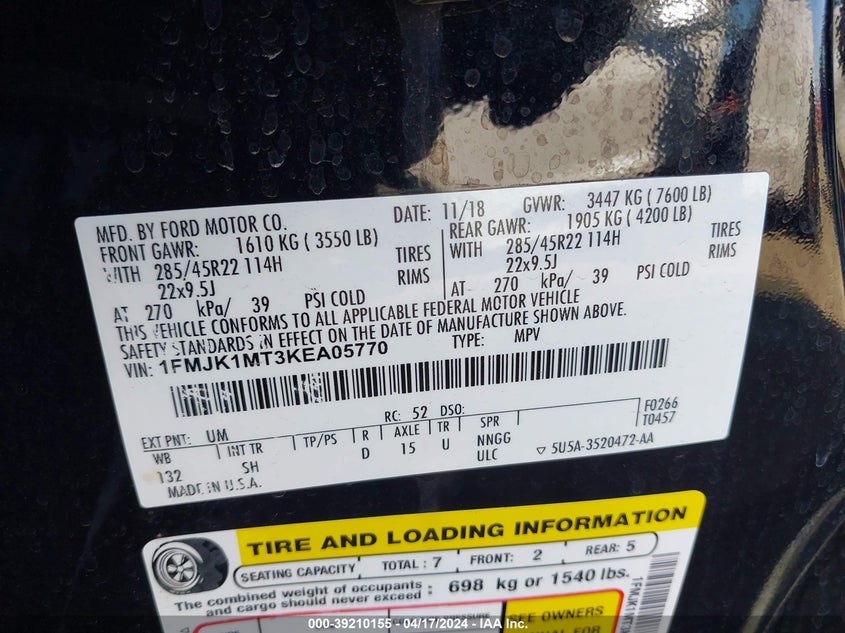 MFD. BY FORD MOTOR CO.
DATE: 11/18 GVWR: 3447 KG ( 7600 LB)
FRONT GAWR: 1610 KG ( 3550 LB)
REAR GAWR: 1905 KG ( 4200 LB)
WITH 285/45R22 114H TIRES
WITH 285/45R22 114H TIRES
22x9.5J RIMS
22x9.5J RIMS
AT 270 kPa/ 39 PSI COLD
AT 270 kPa/ 39 PSI COLD
THIS VEHICLE CONFORMS TO ALL APPLICABLE FEDERAL MOTOR VEHICLE
SAFETY STANDARDS IN EFFECT ON THE DATE OF MANUFACTURE SHOWN ABOVE.
VIN: 1FMJK1MT3KEA05770
TYPE: MPV
RC: 52 DSO:
F0266
T0457
EXT PNT: UM
WB INT TR TP/PS R AXLE TR SPR
132 SH D 15 U NNGG
ULC
5U5A-3520472-AA
MADE IN U.S.A.
TIRE AND LOADING INFORMATION
SEATING CAPACITY TOTAL : 7 FRONT: 2 REAR: 5
The combined weight of occupants and cargo should never exceed : 698 kg or 1540 lbs.
SEE OWNERS
MANUAL FOR
000-39210155 - 04/17/2024 - IAA Inc.